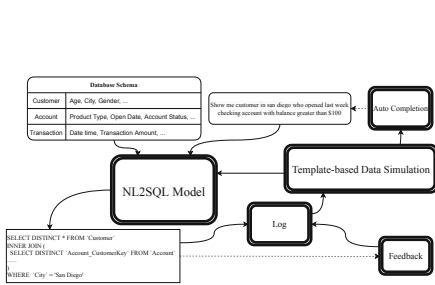 Database Schema
Customer Age, City, Gender, ...
Account Product Type, Open Date, Account Status, ...
Transaction Date time, Transaction Amount, ...
Show me customer in san diego who opened last week
checking account with balance greater than $100
Auto Completion
NL2SQL Model
Template-based Data Simulation
Log
Feedback
SELECT DISTINCT * FROM `Customer`
INNER JOIN (
SELECT DISTINCT `Account_CustomerKey` FROM `Account`
.....
)
WHERE `City` = 'San Diego'